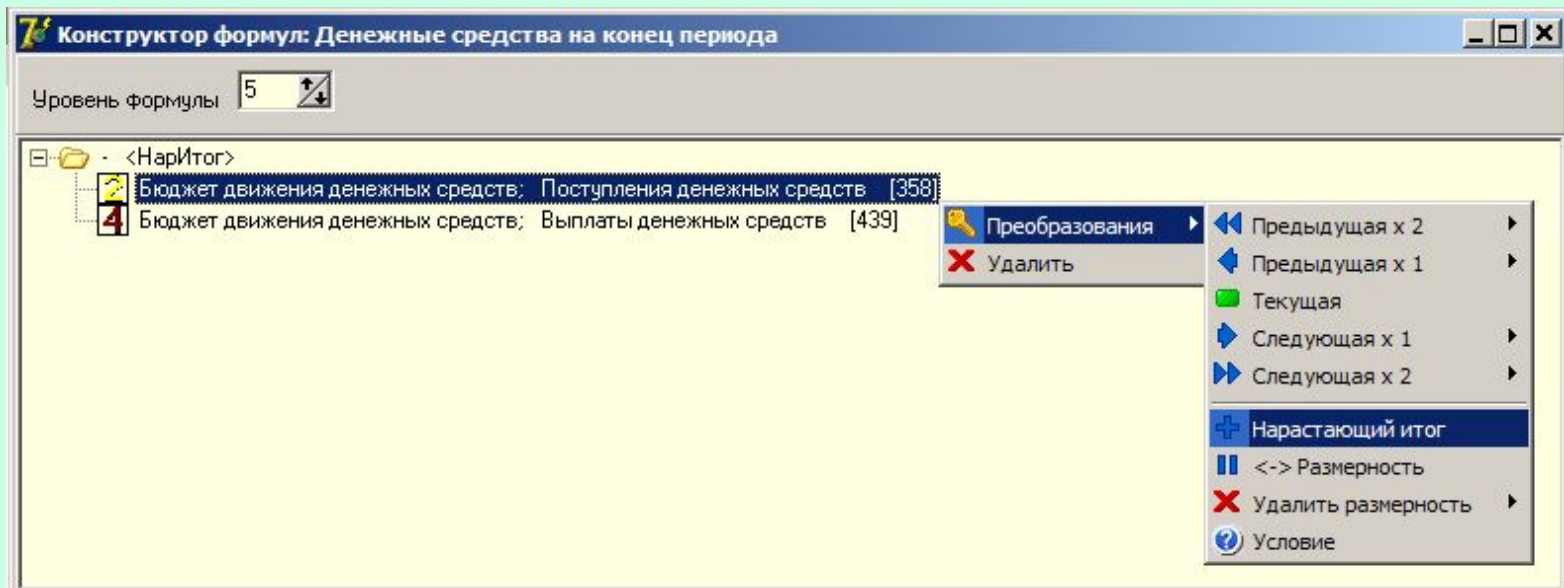 Конструктор формул: Денежные средства на конец периода
Уровень формулы 5
- <НарИтог>
2 Бюджет движения денежных средств; Поступления денежных средств [358]
4 Бюджет движения денежных средств; Выплаты денежных средств [439]
Преобразования
Удалить
Предыдущая x 2
Предыдущая x 1
Текущая
Следующая x 1
Следующая x 2
Нарастающий итог
<-> Размерность
Удалить размерность
Условие